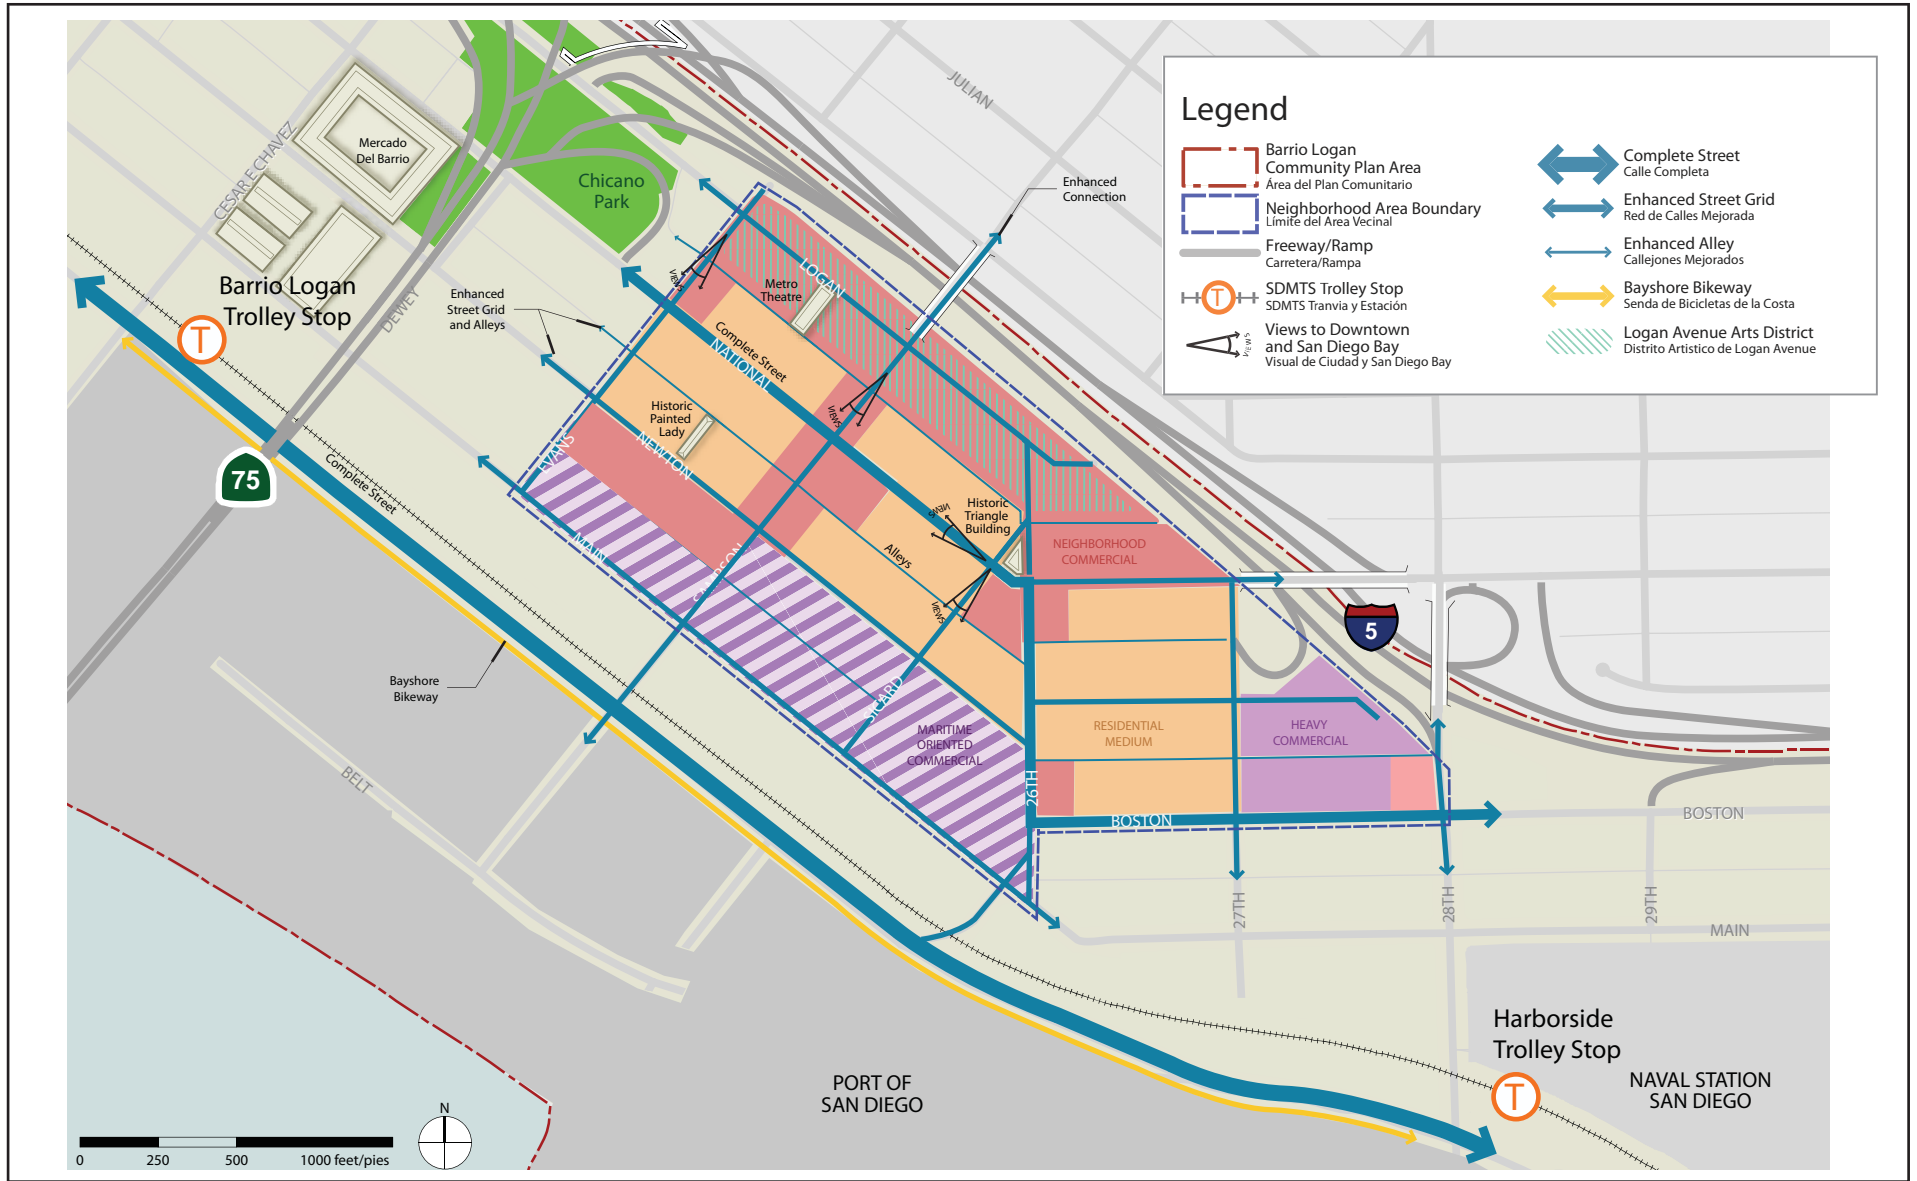 JULIAN
Legend
Barrio Logan
Community Plan Area
Área del Plan Comunitario
Neighborhood Area Boundary
Límite del Area Vecinal
Freeway/Ramp
Carretera/Rampa
T
SDMTS Trolley Stop
SDMTS Tranvia y Estación
VIEWS
Views to Downtown
and San Diego Bay
Visual de Ciudad y San Diego Bay
Complete Street
Calle Completa
Enhanced Street Grid
Red de Calles Mejorada
Enhanced Alley
Callejones Mejorados
Bayshore Bikeway
Senda de Bicicletas de la Costa
Logan Avenue Arts District
Distrito Artistico de Logan Avenue
Mercado
Del Barrio
CESAR E CHAVEZ
Chicano
Park
Enhanced
Connection
Barrio Logan
Trolley Stop
T
DEWEY
Enhanced
Street Grid
and Alleys
VIEWS
LOGAN
Metro
Theatre
Complete Street
NATIONAL
Historic
Painted
Lady
VIEWS
EVANS
NEWTON
75
Complete Street
VIEWS
Historic
Triangle
Building
NEIGHBORHOOD
COMMERCIAL
MAIN
Alleys
VIEWS
5
Bayshore
Bikeway
SICARD
MARITIME
ORIENTED
COMMERCIAL
RESIDENTIAL
MEDIUM
HEAVY
COMMERCIAL
BELT
26TH
BOSTON
BOSTON
27TH
28TH
29TH
MAIN
Harborside
Trolley Stop
T
PORT OF
SAN DIEGO
NAVAL STATION
SAN DIEGO
N
0 250 500 1000 feet/pies